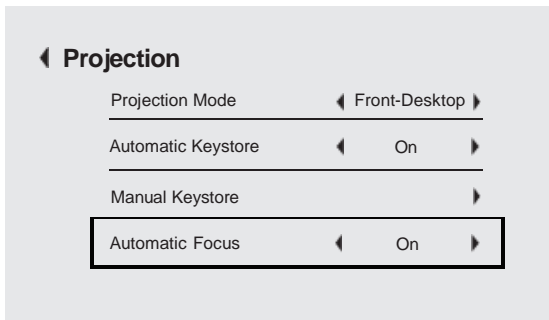 Projection
Projection Mode Front-Desktop
Automatic Keystore On
Manual Keystore
Automatic Focus On